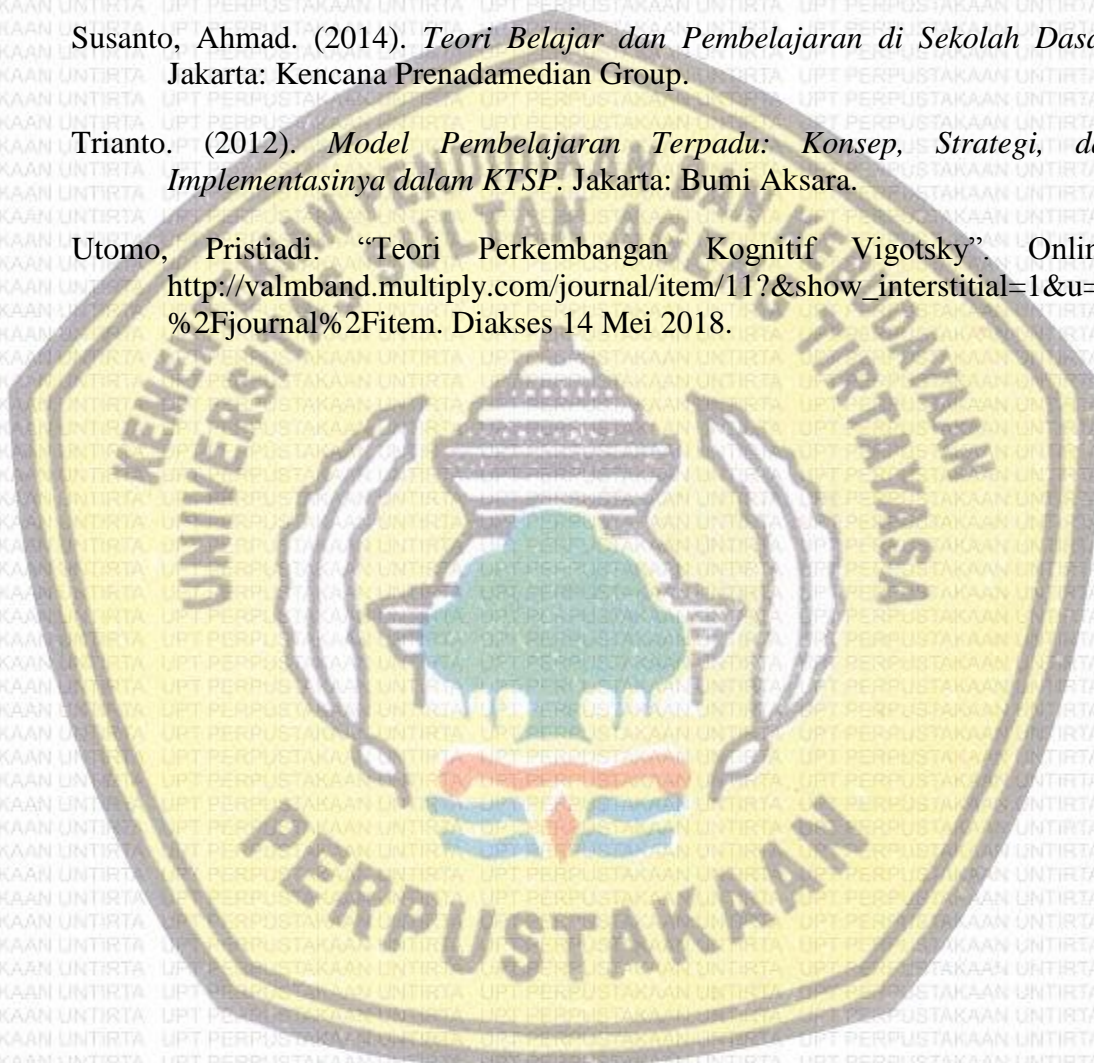 Susanto, Ahmad. (2014). Teori Belajar dan Pembelajaran di Sekolah Dasa
Jakarta: Kencana Prenadamedian Group.
Trianto. (2012). Model Pembelajaran Terpadu: Konsep, Strategi, da
Implementasinya dalam KTSP. Jakarta: Bumi Aksara.
Utomo, Pristiadi. “Teori Perkembangan Kognitif Vigotsky”. Onlin
http://valmband.multiply.com/journal/item/11?&show_interstitial=1&u=
%2Fjournal%2Fitem. Diakses 14 Mei 2018.
KEMENTERIAN PENDIDIKAN DAN KEBUDAYAAN
UNIVERSITAS SULTAN AGENG TIRTAYASA
PERPUSTAKAAN